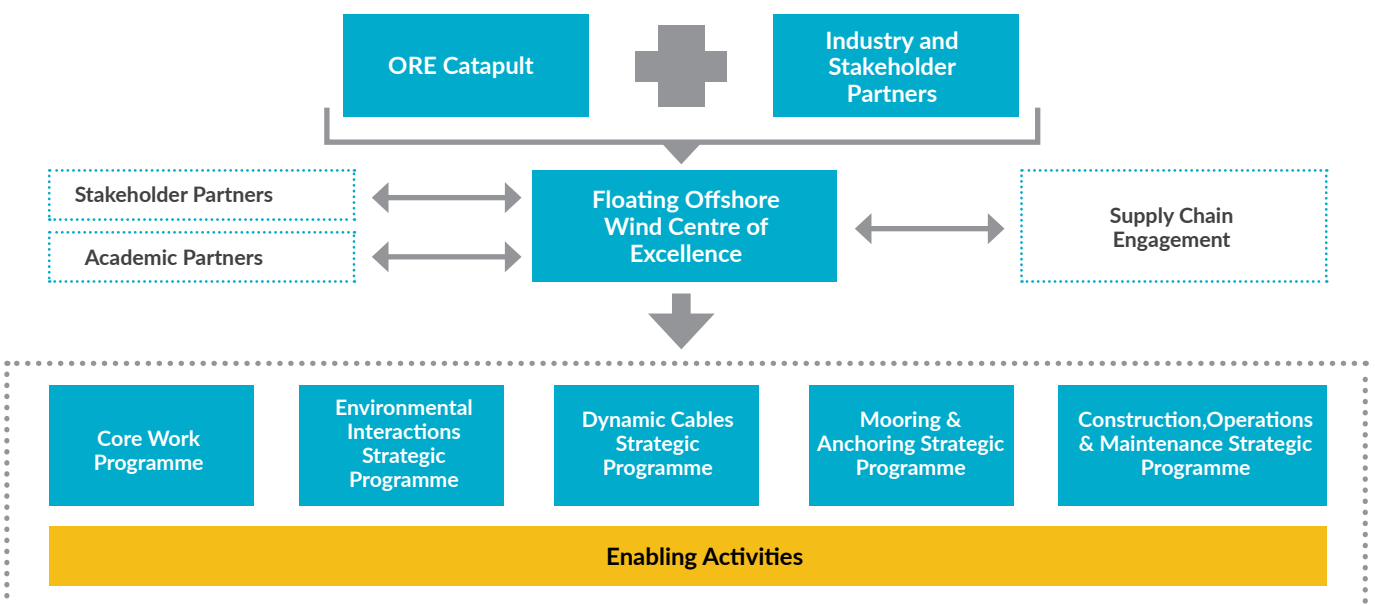 ORE Catapult
Industry and
Stakeholder
Partners
Stakeholder Partners
Academic Partners
Floating Offshore
Wind Centre of
Excellence
Supply Chain
Engagement
Core Work
Programme
Environmental
Interactions
Strategic
Programme
Dynamic Cables
Strategic
Programme
Mooring &
Anchoring Strategic
Programme
Construction,Operations
& Maintenance Strategic
Programme
Enabling Activities